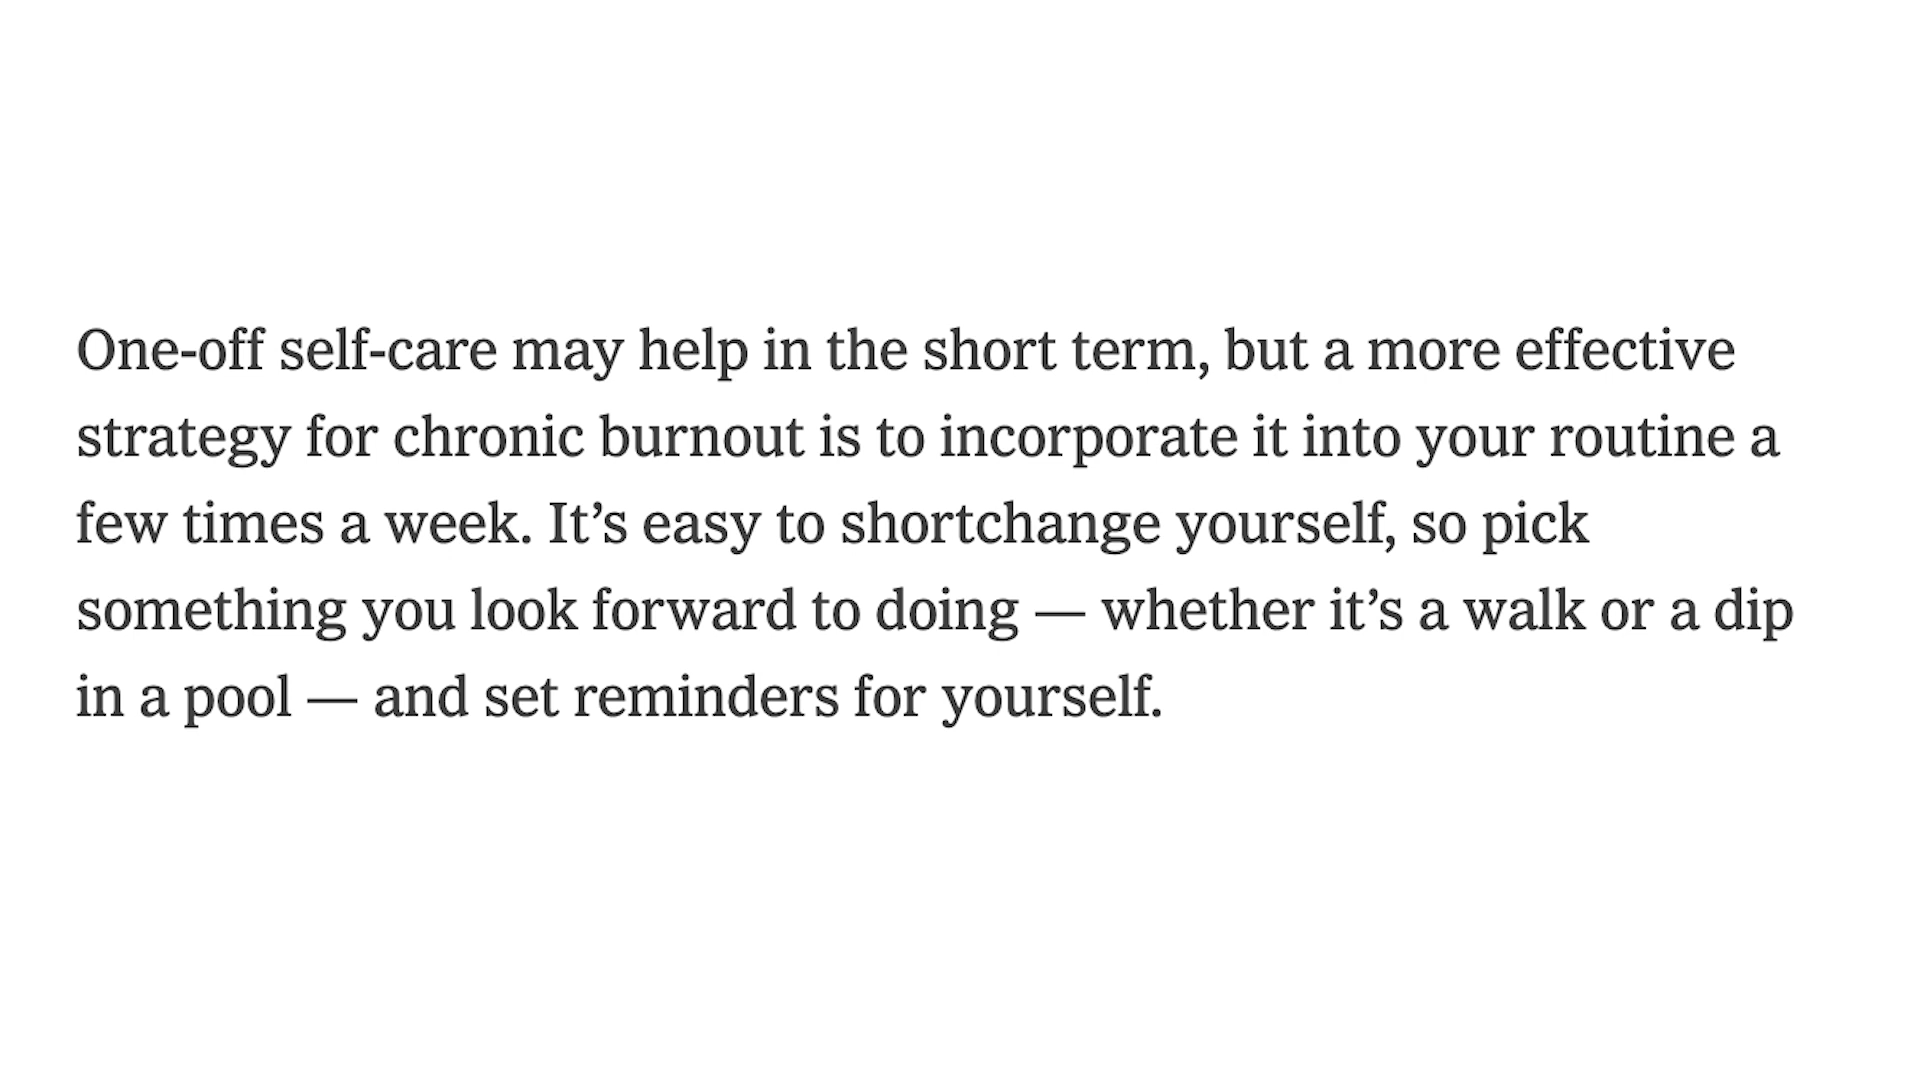 One-off self-care may help in the short term, but a more effective
strategy for chronic burnout is to incorporate it into your routine a
few times a week. It’s easy to shortchange yourself, so pick
something you look forward to doing — whether it’s a walk or a dip
in a pool — and set reminders for yourself.